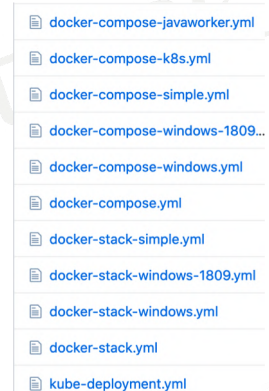 docker-compose-javaworker.yml
docker-compose-k8s.yml
docker-compose-simple.yml
docker-compose-windows-1809...
docker-compose-windows.yml
docker-compose.yml
docker-stack-simple.yml
docker-stack-windows-1809.yml
docker-stack-windows.yml
docker-stack.yml
kube-deployment.yml